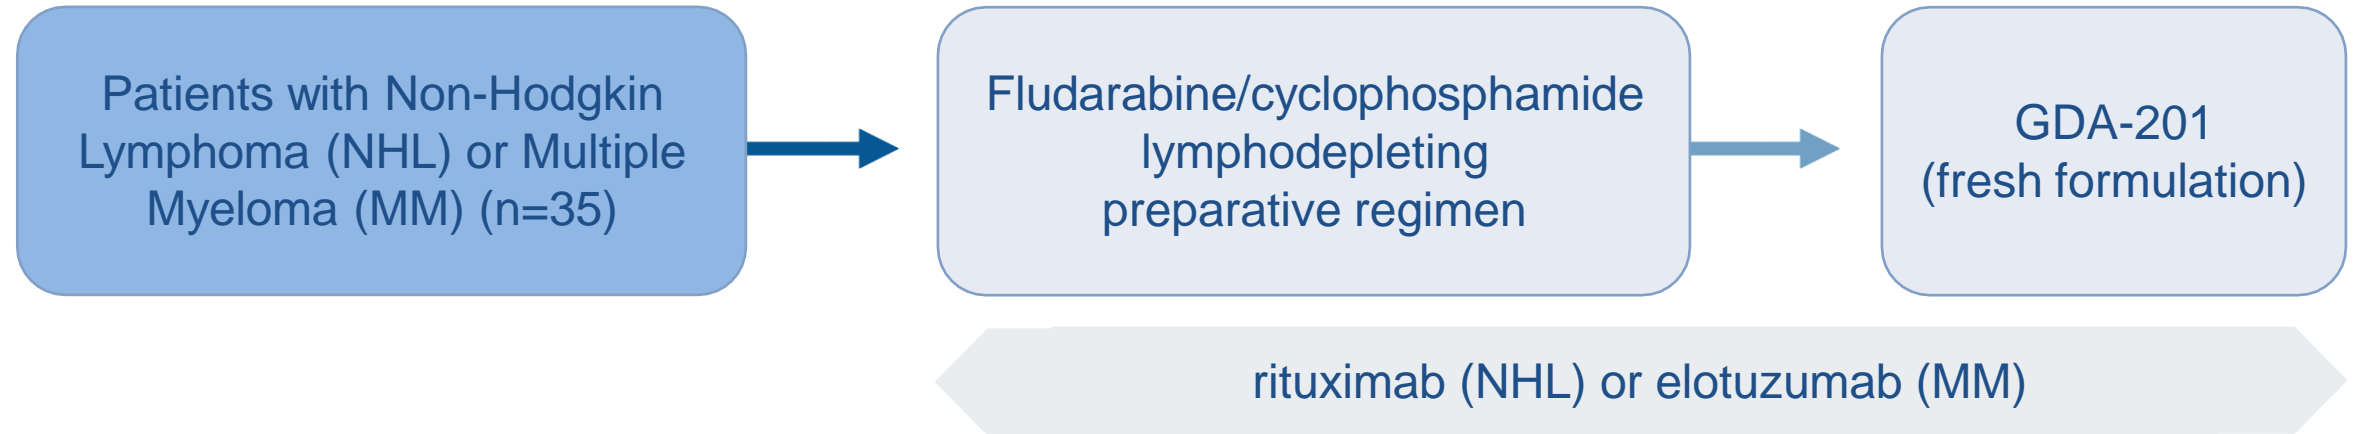 Patients with Non-Hodgkin
Lymphoma (NHL) or Multiple
Myeloma (MM) (n=35)
Fludarabine/cyclophosphamide
lymphodepleting
preparative regimen
GDA-201
(fresh formulation)
rituximab (NHL) or elotuzumab (MM)